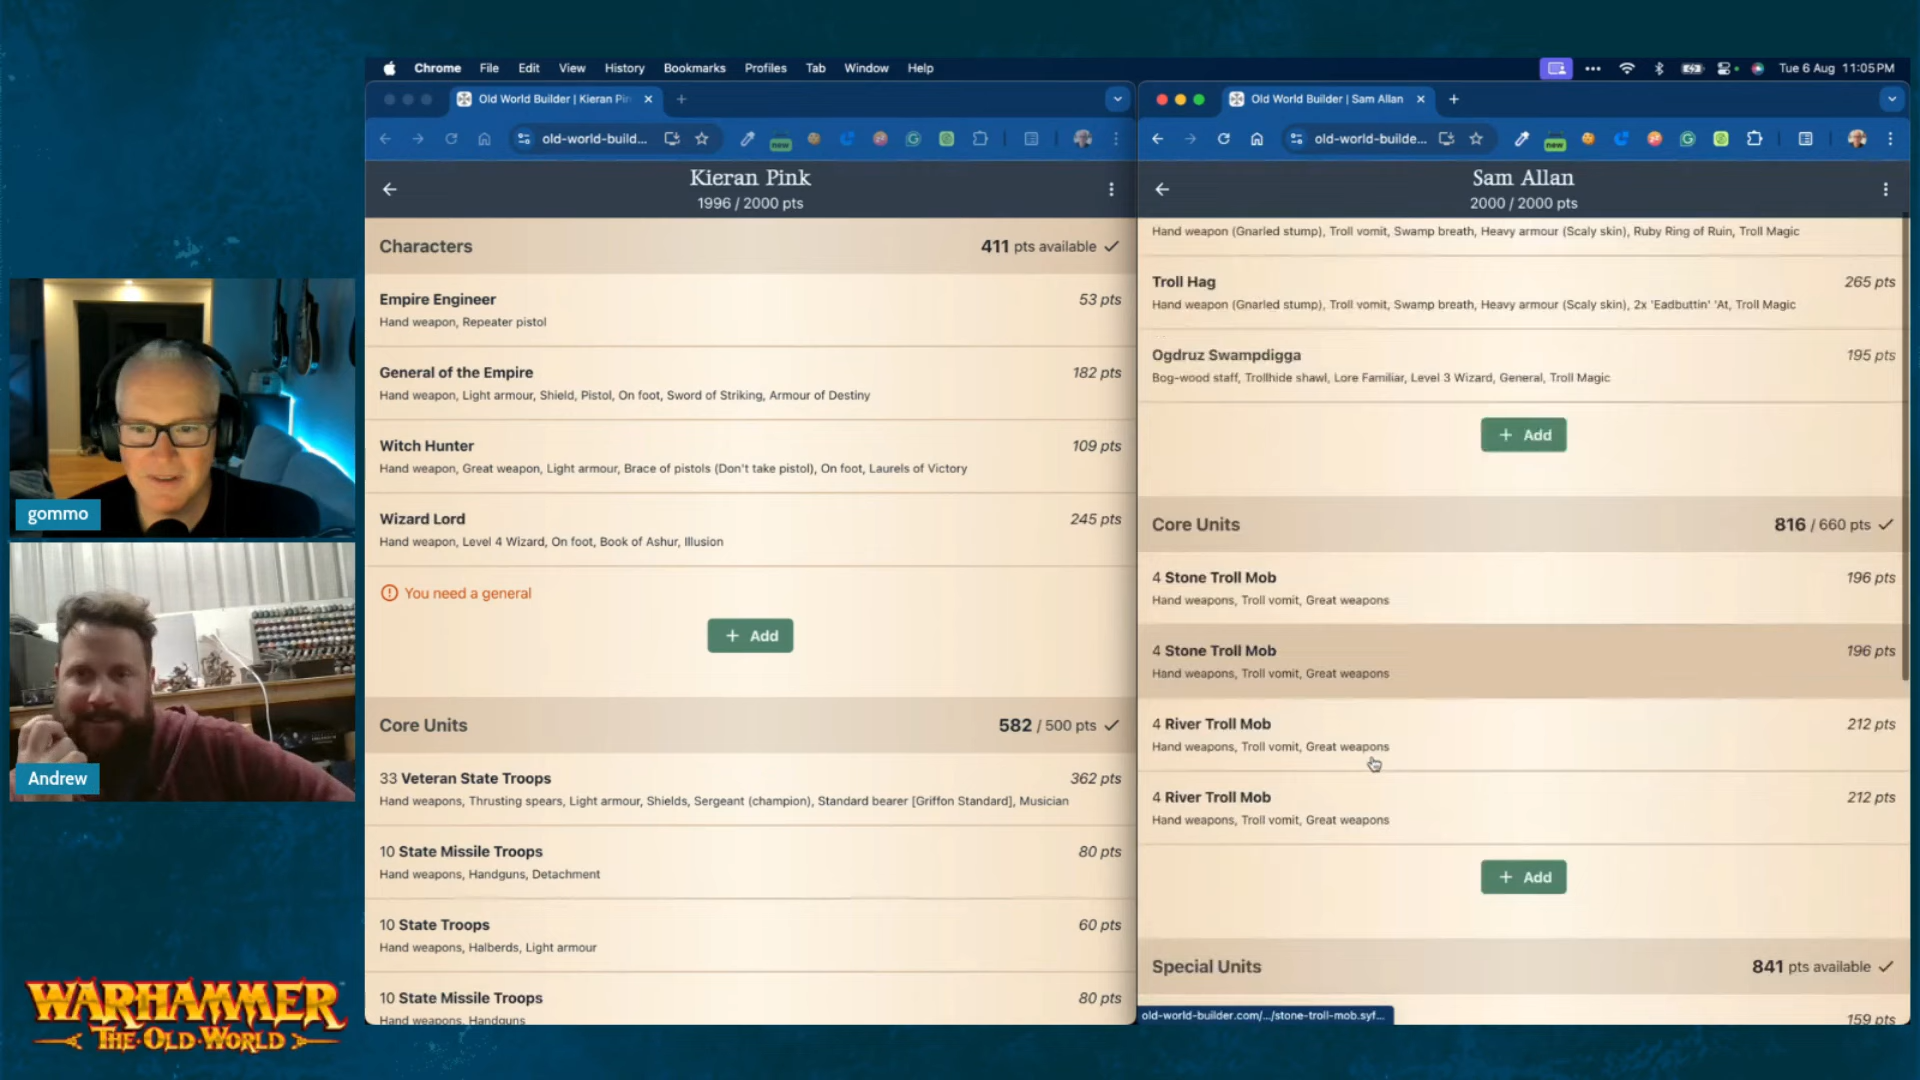 Chrome File Edit View History Bookmarks Profiles Tab Window Help
Tue 6 Aug 11:05 PM
Old World Builder | Kieran Pin
old-world-build...
new
Kieran Pink
1996 / 2000 pts
Characters 411 pts available
Empire Engineer 53 pts
Hand weapon, Repeater pistol
General of the Empire 182 pts
Hand weapon, Light armour, Shield, Pistol, On foot, Sword of Striking, Armour of Destiny
Witch Hunter 109 pts
Hand weapon, Great weapon, Light armour, Brace of pistols (Don't take pistol), On foot, Laurels of Victory
Wizard Lord 245 pts
Hand weapon, Level 4 Wizard, On foot, Book of Ashur, Illusion
You need a general
+ Add
Core Units 582 / 500 pts
33 Veteran State Troops 362 pts
Hand weapons, Thrusting spears, Light armour, Shields, Sergeant (champion), Standard bearer [Griffon Standard], Musician
10 State Missile Troops 80 pts
Hand weapons, Handguns, Detachment
10 State Troops 60 pts
Hand weapons, Halberds, Light armour
10 State Missile Troops 80 pts
Hand weapons, Handguns
Old World Builder | Sam Allan
old-world-builde...
new
Sam Allan
2000 / 2000 pts
Hand weapon (Gnarled stump), Troll vomit, Swamp breath, Heavy armour (Scaly skin), Ruby Ring of Ruin, Troll Magic
Troll Hag 265 pts
Hand weapon (Gnarled stump), Troll vomit, Swamp breath, Heavy armour (Scaly skin), 2x 'Eadbuttin' 'At, Troll Magic
Ogdruz Swampdigga 195 pts
Bog-wood staff, Trollhide shawl, Lore Familiar, Level 3 Wizard, General, Troll Magic
+ Add
Core Units 816 / 660 pts
4 Stone Troll Mob 196 pts
Hand weapons, Troll vomit, Great weapons
4 Stone Troll Mob 196 pts
Hand weapons, Troll vomit, Great weapons
4 River Troll Mob 212 pts
Hand weapons, Troll vomit, Great weapons
4 River Troll Mob 212 pts
Hand weapons, Troll vomit, Great weapons
+ Add
Special Units 841 pts available
159 pts
old-world-builder.com/.../stone-troll-mob.syf...
gommo
Andrew
WARHAMMER
THE OLD WORLD